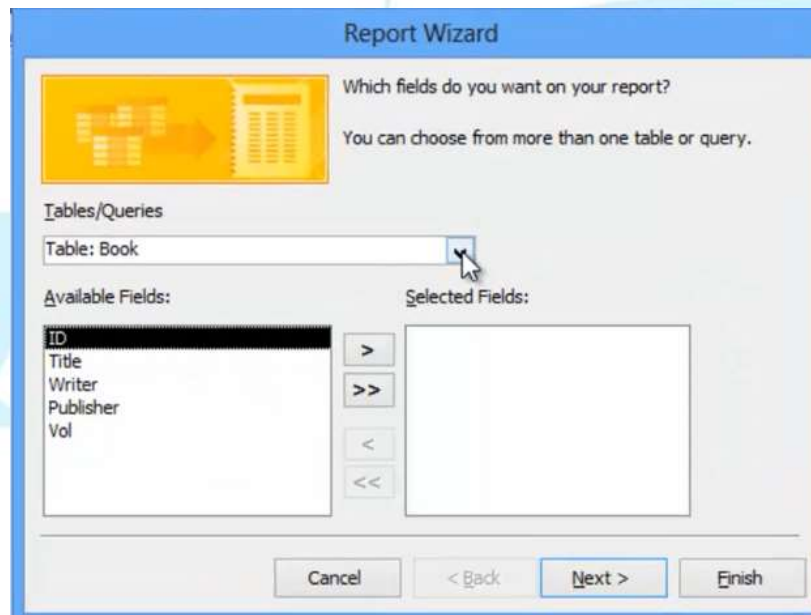 Report Wizard
Which fields do you want on your report?
You can choose from more than one table or query.
Tables/Queries
Table: Book
Available Fields:
Selected Fields:
ID
Title
Writer
Publisher
Vol
>
>>
<
<<
Cancel
< Back
Next >
Finish